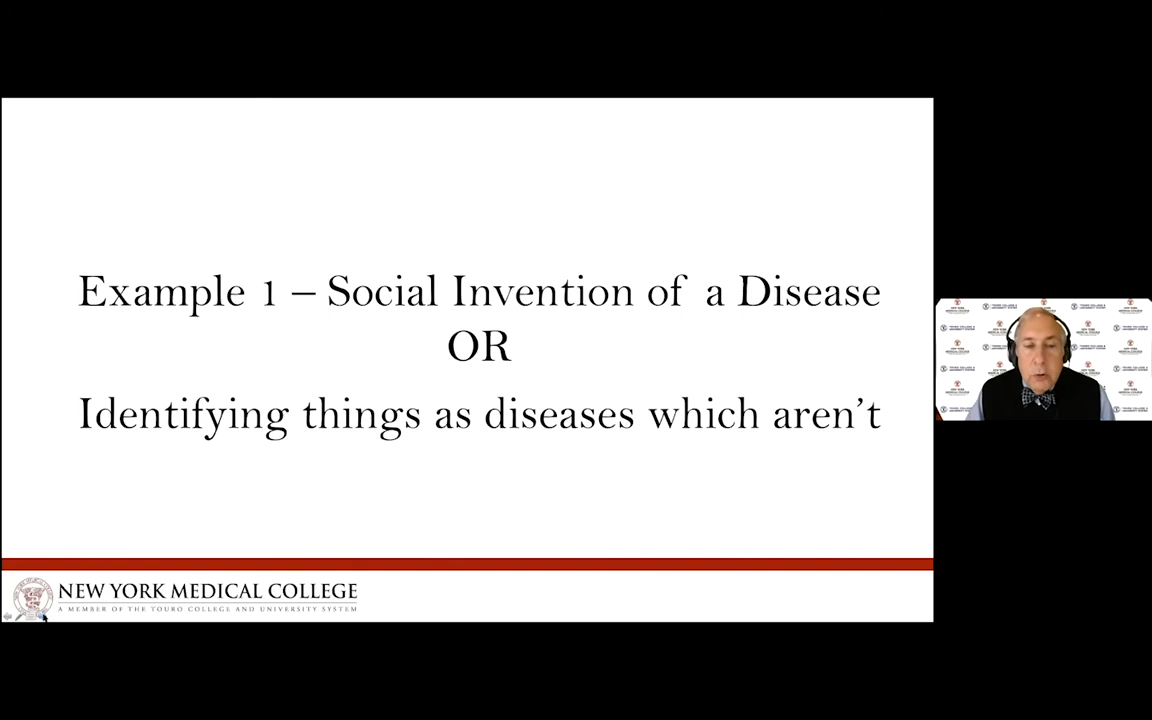 Example 1 – Social Invention of a Disease
OR
Identifying things as diseases which aren't
NEW YORK MEDICAL COLLEGE
A MEMBER OF THE TOURO COLLEGE AND UNIVERSITY SYSTEM